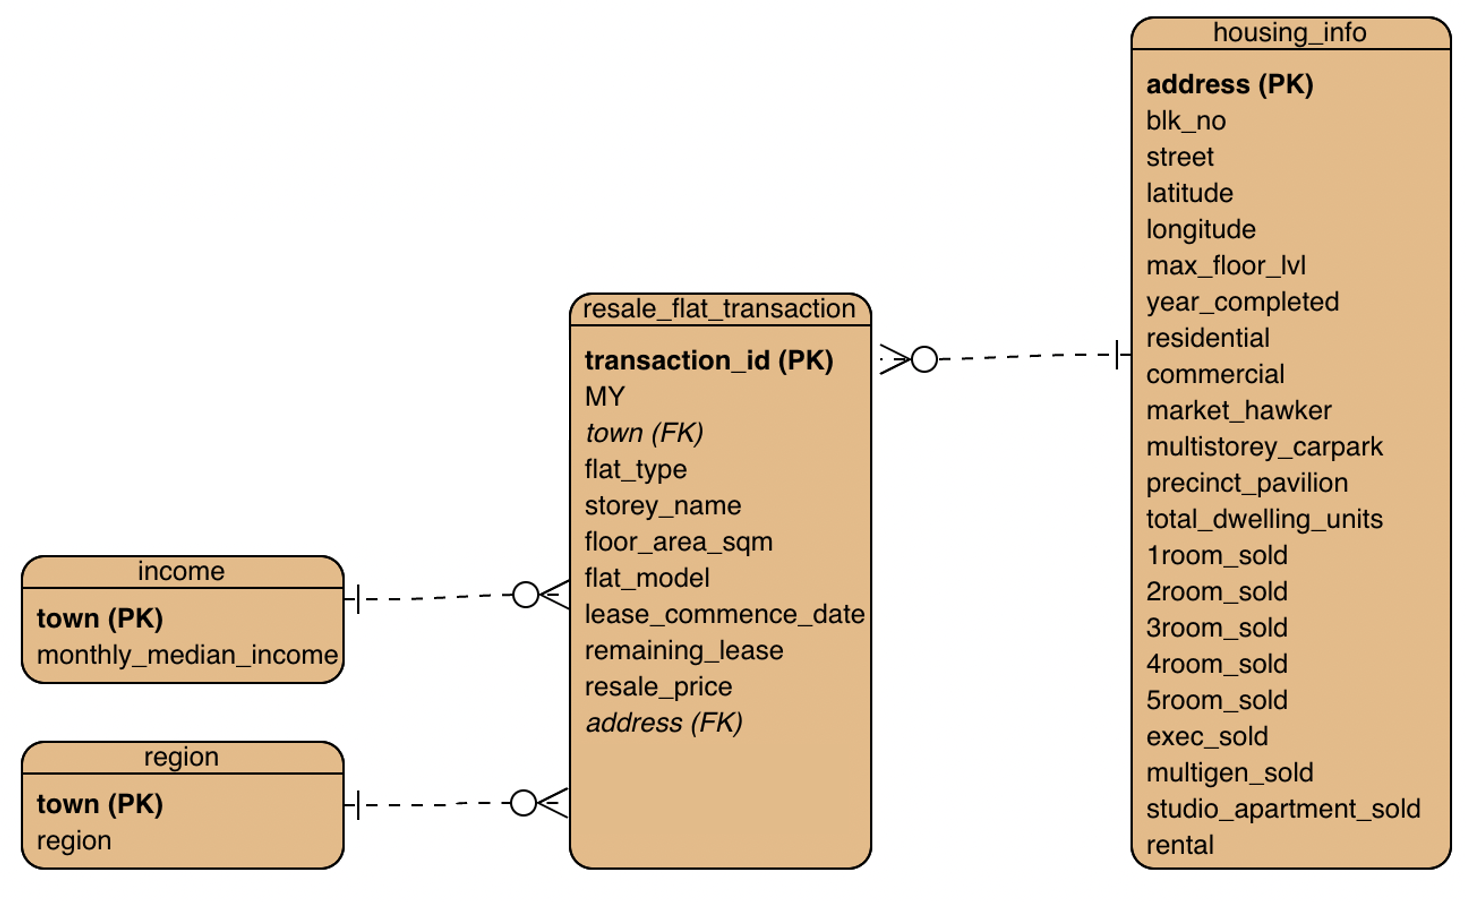 housing_info
address (PK)
blk_no
street
latitude
longitude
max_floor_lvl
year_completed
residential
commercial
market_hawker
multistorey_carpark
precinct_pavilion
total_dwelling_units
1room_sold
2room_sold
3room_sold
4room_sold
5room_sold
exec_sold
multigen_sold
studio_apartment_sold
rental
resale_flat_transaction
transaction_id (PK)
MY
town (FK)
flat_type
storey_name
floor_area_sqm
flat_model
lease_commence_date
remaining_lease
resale_price
address (FK)
income
town (PK)
monthly_median_income
region
town (PK)
region